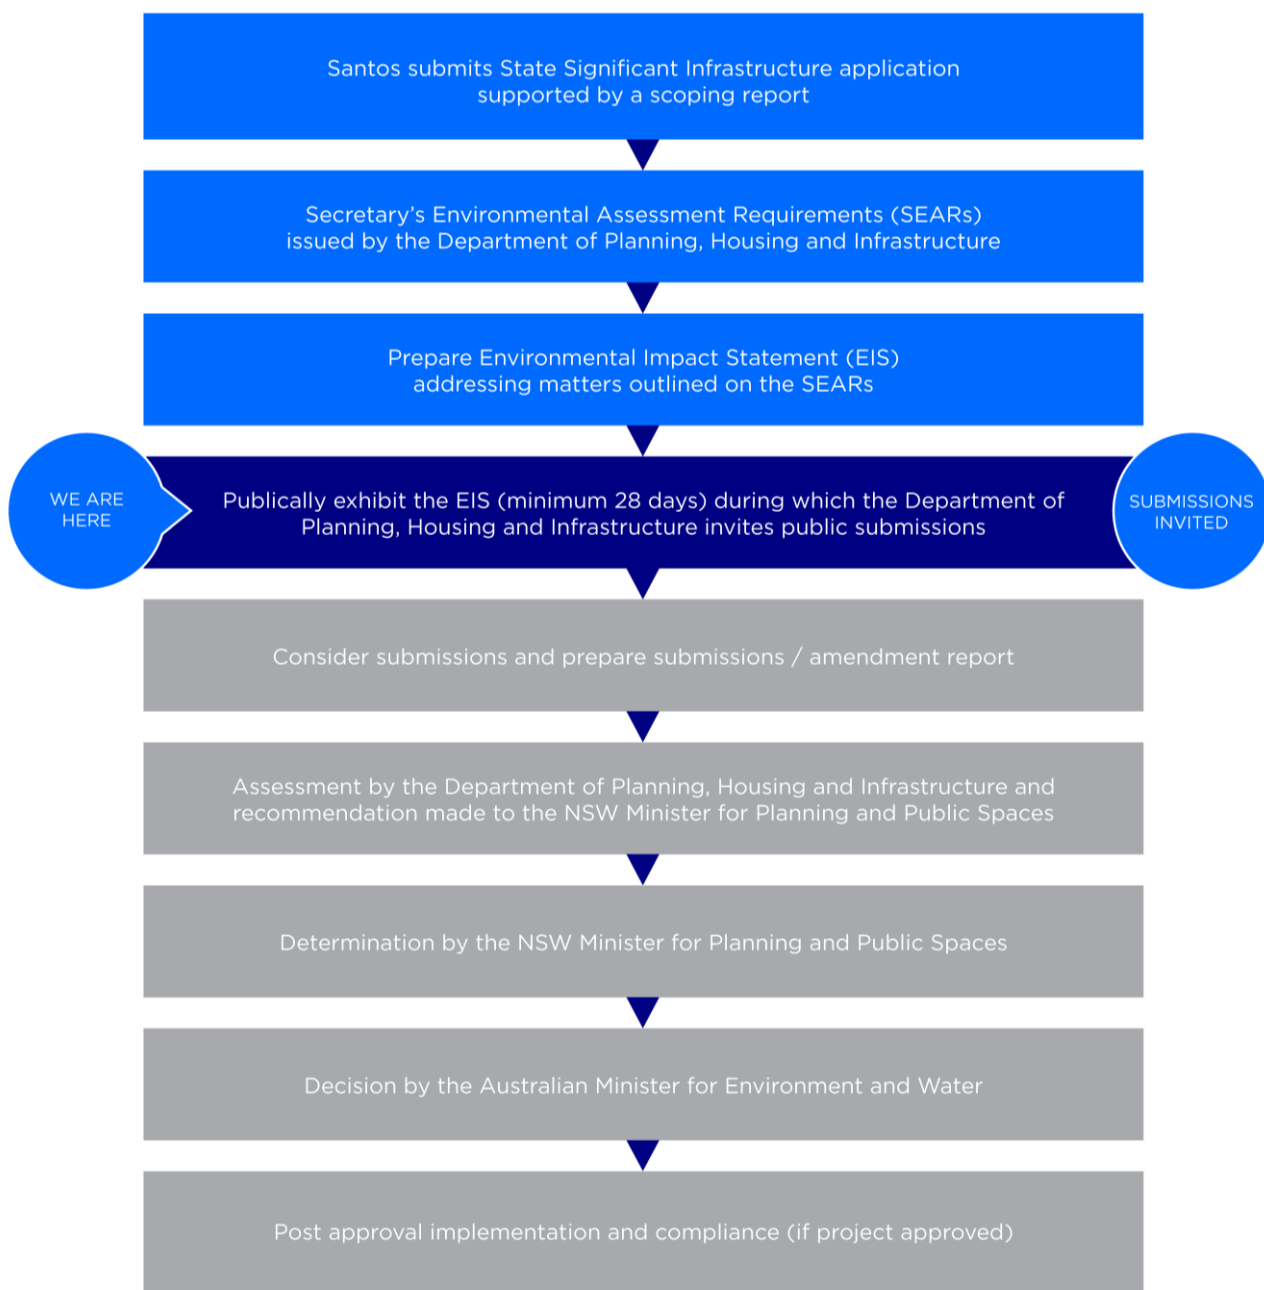 Santos submits State Significant Infrastructure application
supported by a scoping report
Secretary’s Environmental Assessment Requirements (SEARs)
issued by the Department of Planning, Housing and Infrastructure
Prepare Environmental Impact Statement (EIS)
addressing matters outlined on the SEARs
WE ARE
HERE
Publically exhibit the EIS (minimum 28 days) during which the Department of
Planning, Housing and Infrastructure invites public submissions
SUBMISSIONS
INVITED
Consider submissions and prepare submissions / amendment report
Assessment by the Department of Planning, Housing and Infrastructure and
recommendation made to the NSW Minister for Planning and Public Spaces
Determination by the NSW Minister for Planning and Public Spaces
Decision by the Australian Minister for Environment and Water
Post approval implementation and compliance (if project approved)